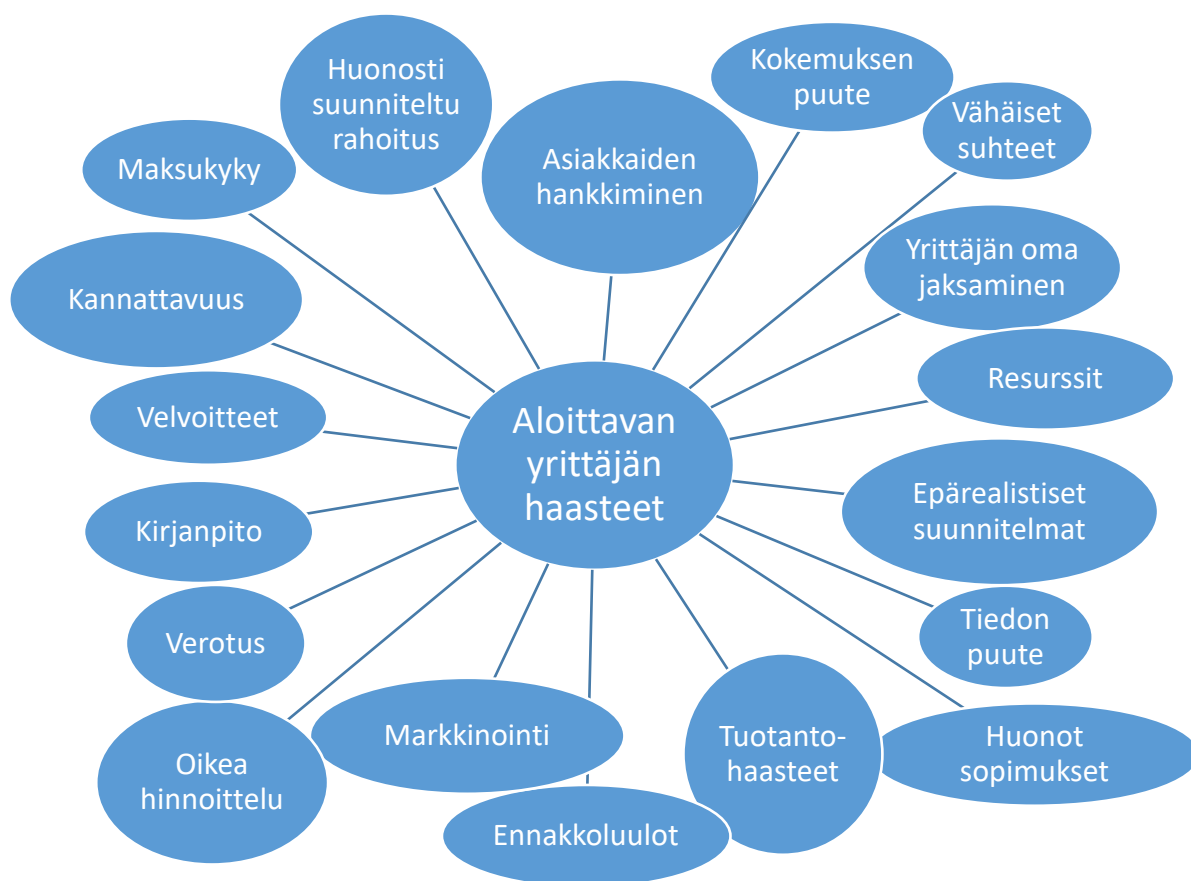 Huonosti
suunniteltu
rahoitus
Kokemuksen
puute
Vähäiset
suhteet
Asiakkaiden
hankkiminen
Maksukyky
Yrittäjän oma
jaksaminen
Kannattavuus
Resurssit
Velvoitteet
Aloittavan
yrittäjän
haasteet
Epärealistiset
suunnitelmat
Kirjanpito
Verotus
Tiedon
puute
Oikea
hinnoittelu
Markkinointi
Tuotanto-
haasteet
Huonot
sopimukset
Ennakkoluulot